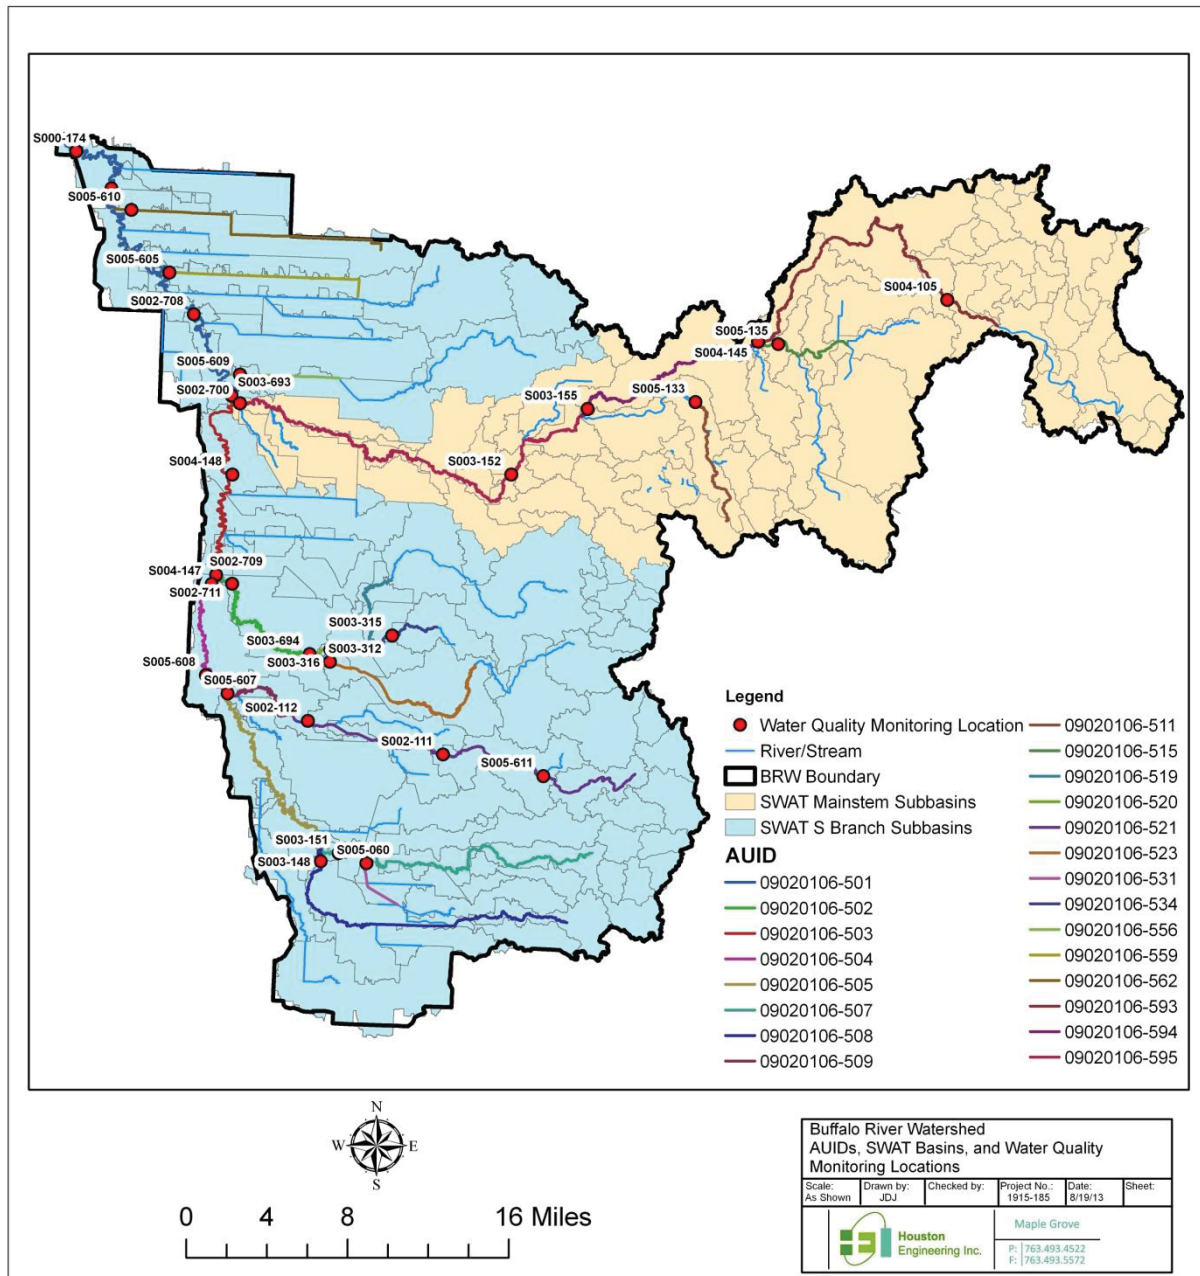 S000-174
S005-610
S005-605
S002-708
S005-609
S003-693
S002-700
S004-148
S004-105
S005-135
S004-145
S005-133
S003-155
S003-152
S002-709
S004-147
S002-711
S003-315
S003-694
S003-312
S003-316
S005-608
S005-607
S002-112
S002-111
S005-611
S003-151
S005-060
S003-148
Legend
Water Quality Monitoring Location
River/Stream
BRW Boundary
SWAT Mainstem Subbasins
SWAT S Branch Subbasins
AUID
09020106-501
09020106-502
09020106-503
09020106-504
09020106-505
09020106-507
09020106-508
09020106-509
09020106-511
09020106-515
09020106-519
09020106-520
09020106-521
09020106-523
09020106-531
09020106-534
09020106-556
09020106-559
09020106-562
09020106-593
09020106-594
09020106-595
N
W E
S
0 4 8 16 Miles
Buffalo River Watershed
AUIDs, SWAT Basins, and Water Quality
Monitoring Locations
Scale: Drawn by: Checked by: Project No.: Date: Sheet:
As Shown JDJ 1915-185 8/19/13
Houston
Engineering Inc.
Maple Grove
P: 763.493.4522
F: 763.493.5572